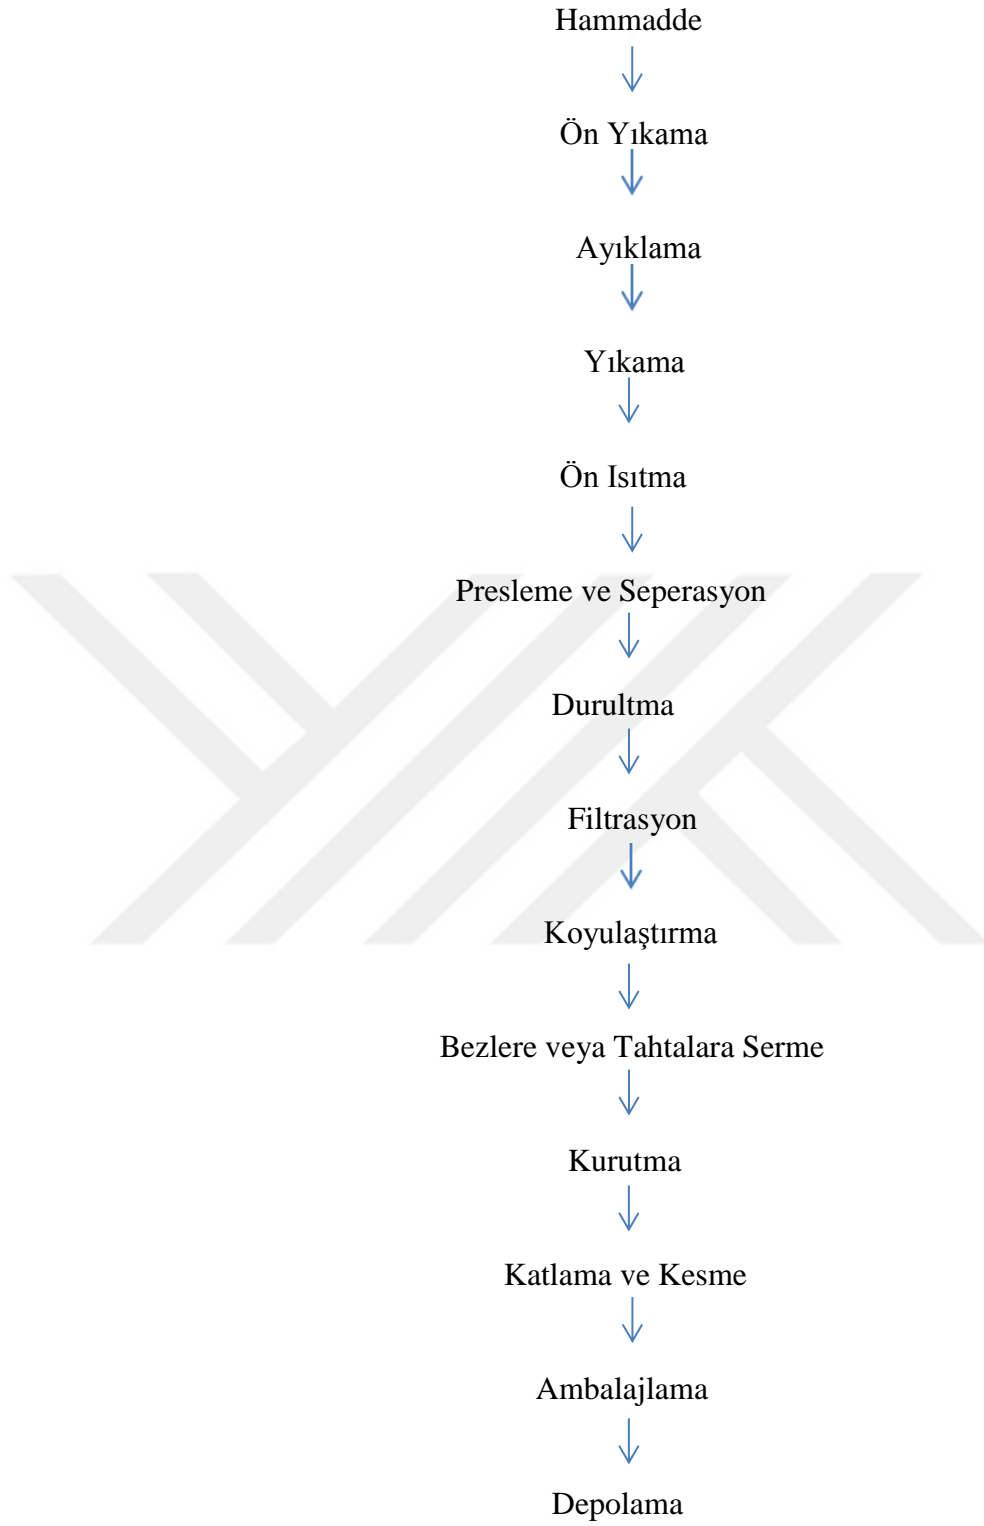 Hammadde
Ön Yıkama
Ayıklama
Yıkama
Ön Isıtma
Presleme ve Seperasyon
Durultma
Filtrasyon
Koyulaştırma
Bezlere veya Tahtalara Serme
Kurutma
Katlama ve Kesme
Ambalajlama
Depolama